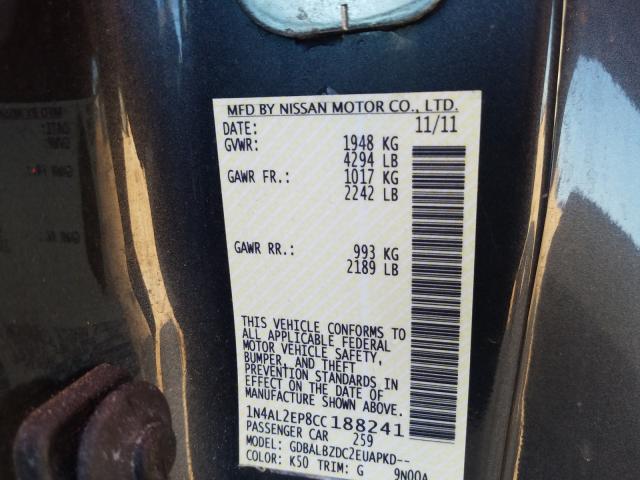 MFD BY NISSAN MOTOR CO., LTD.
DATE: 11/11
GVWR: 1948 KG
4294 LB
GAWR FR.: 1017 KG
2242 LB
GAWR RR.: 993 KG
2189 LB
THIS VEHICLE CONFORMS TO
ALL APPLICABLE FEDERAL
MOTOR VEHICLE SAFETY,
BUMPER, AND THEFT
PREVENTION STANDARDS IN
EFFECT ON THE DATE OF
MANUFACTURE SHOWN ABOVE.
1N4AL2EP8CC188241
PASSENGER CAR 259
MODEL: GDBALBZDC2EUAPKD--
COLOR: K50 TRIM: G 9N00A